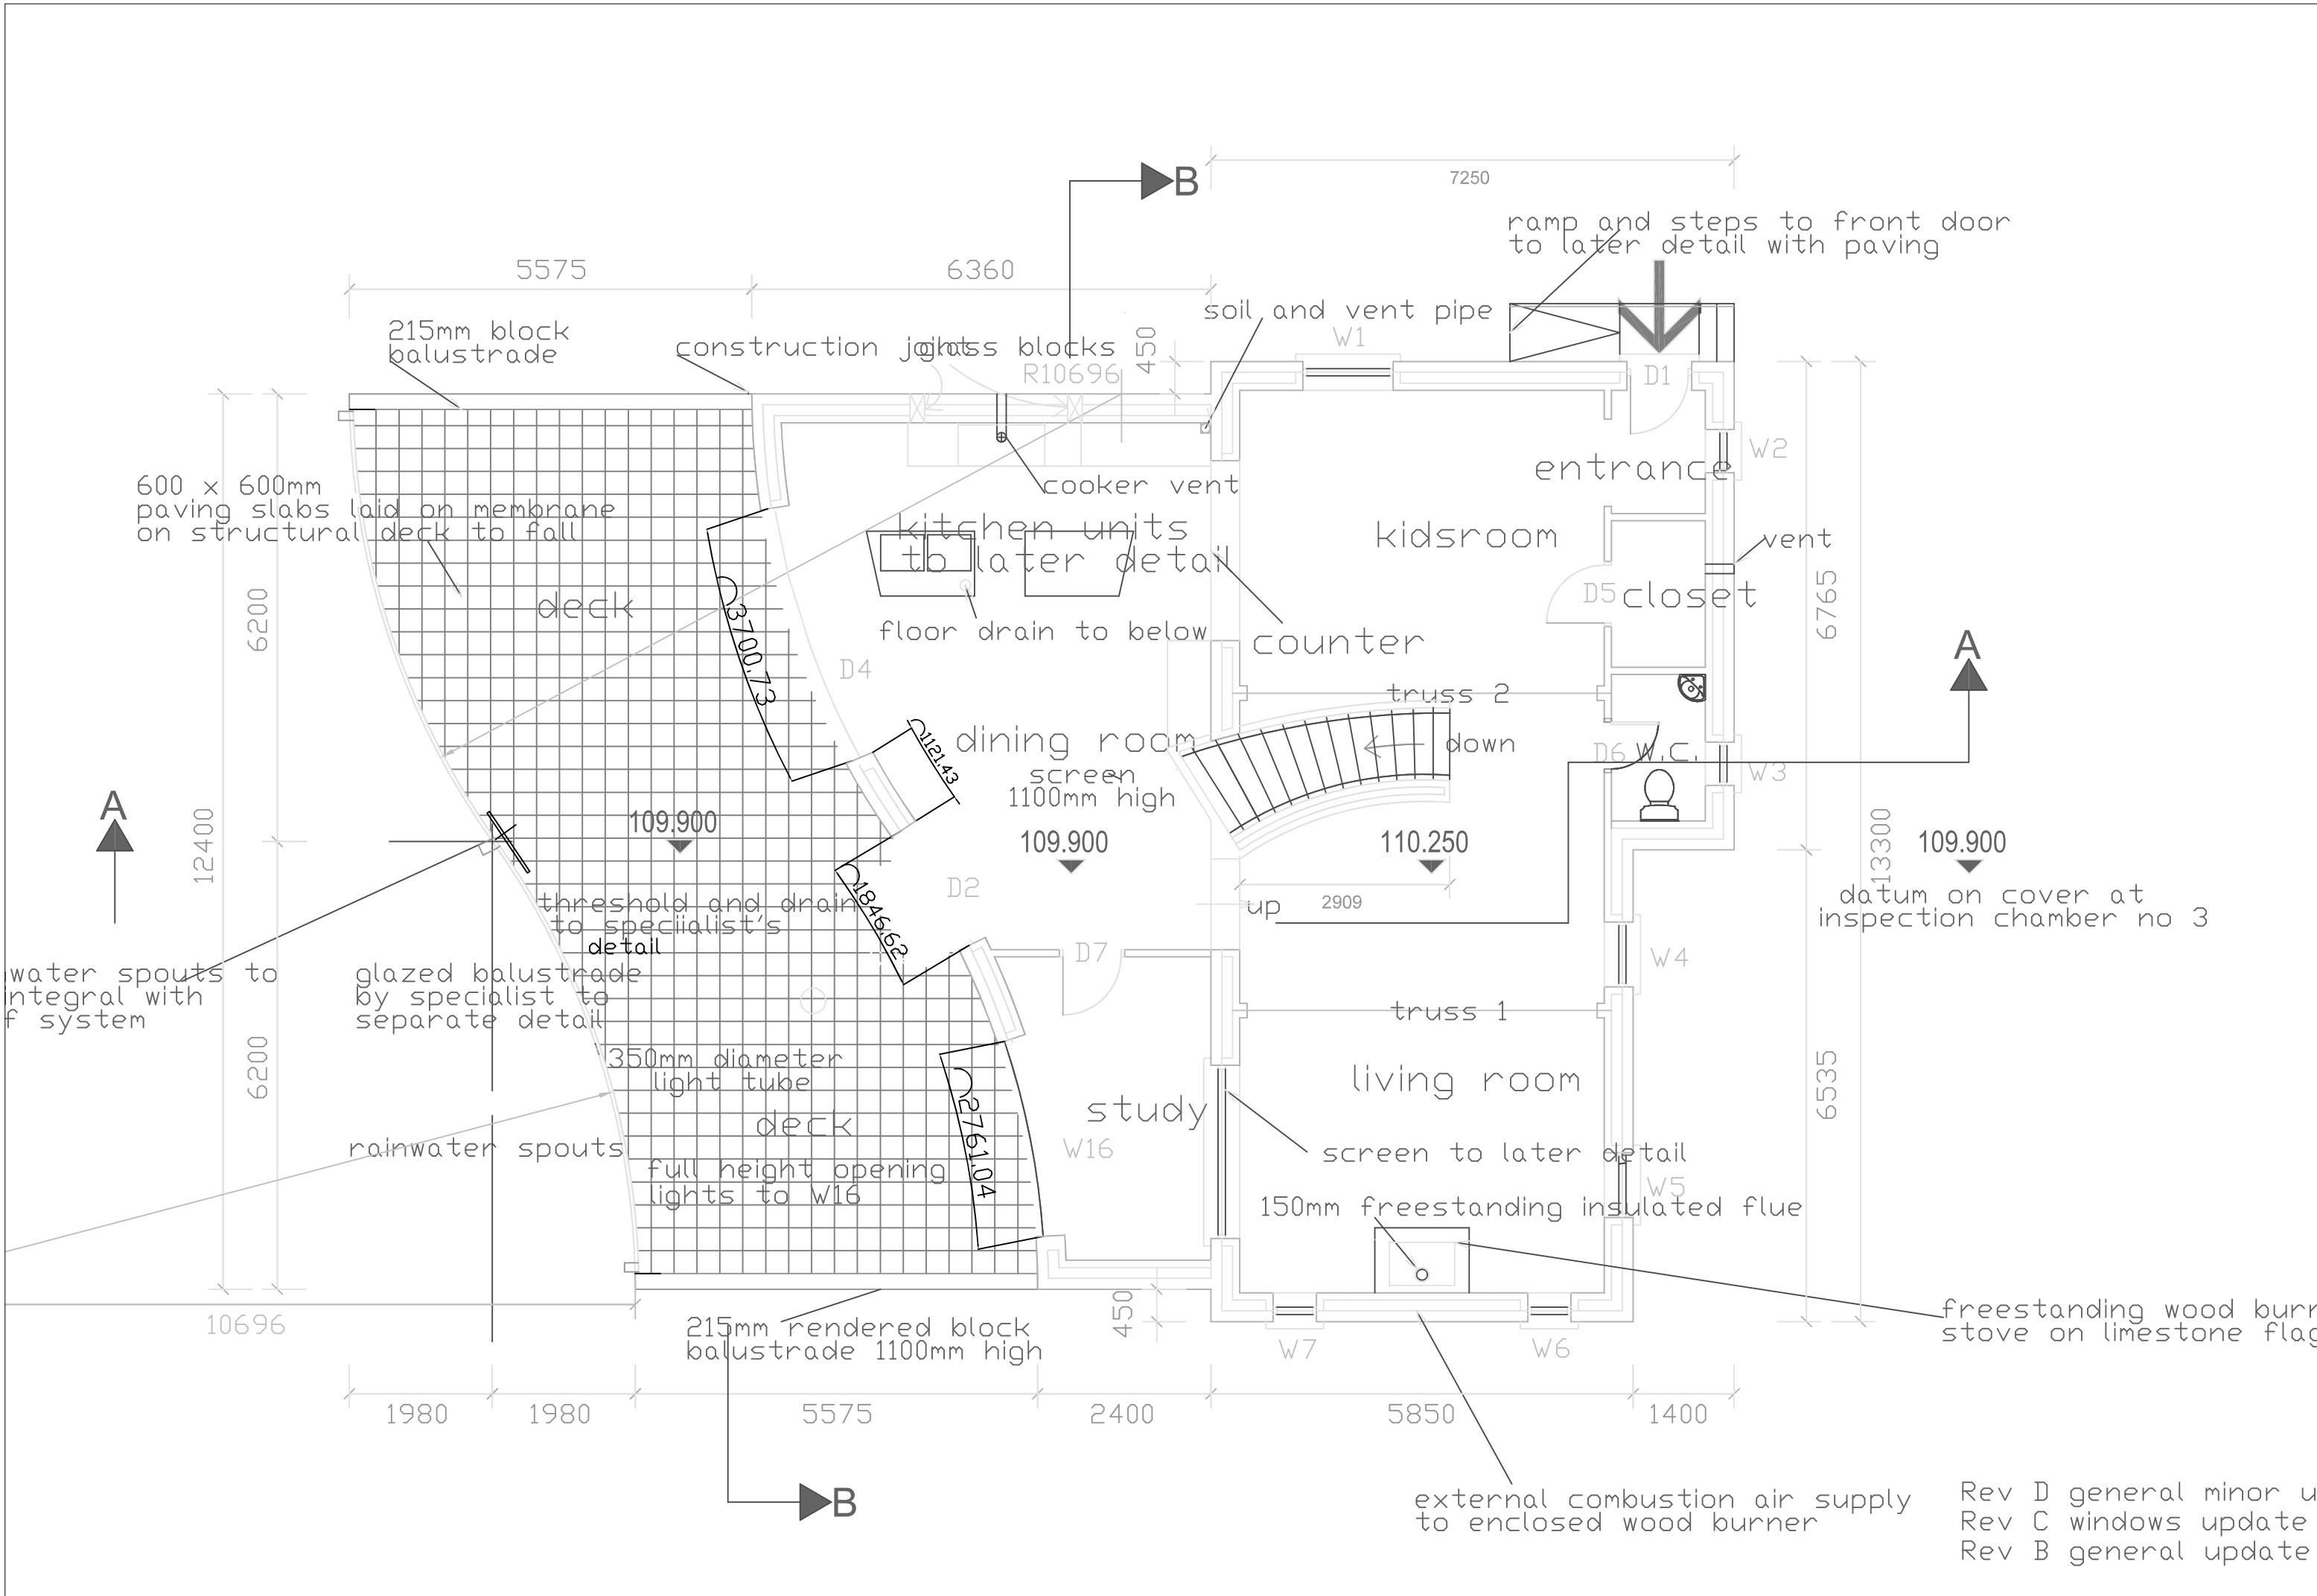 B
7250
ramp and steps to front door
to later detail with paving
5575
6360
215mm block
balustrade
construction joint
glass blocks
R10696
450
soil and vent pipe
W1
D1
W2
entrance
600 x 600mm
paving slabs laid on membrane
on structural deck to fall
cooker vent
kitchen units
to later detail
kidsroom
vent
deck
6200
3700,73
D4
floor drain to below
counter
D5
closet
6765
A
truss 2
dining room
screen
1100mm high
1121,43
down
D6
W.C.
W3
A
12400
109.900
109.900
110.250
13300
109.900
datum on cover at
inspection chamber no 3
D2
2909
up
threshold and drain
to speciialist's
detail
1846,62
D7
W4
water spouts to
integral with
f system
glazed balustrade
by specialist to
separate detail
truss 1
6200
350mm diameter
light tube
living room
6535
deck
2761,04
study
W16
rainwater spouts
screen to later detail
full height opening
lights to W16
W5
150mm freestanding insulated flue
10696
450
215mm rendered block
balustrade 1100mm high
W7
W6
freestanding wood burn
stove on limestone flag
1980
1980
5575
2400
5850
1400
B
external combustion air supply
to enclosed wood burner
Rev D general minor u
Rev C windows update
Rev B general update